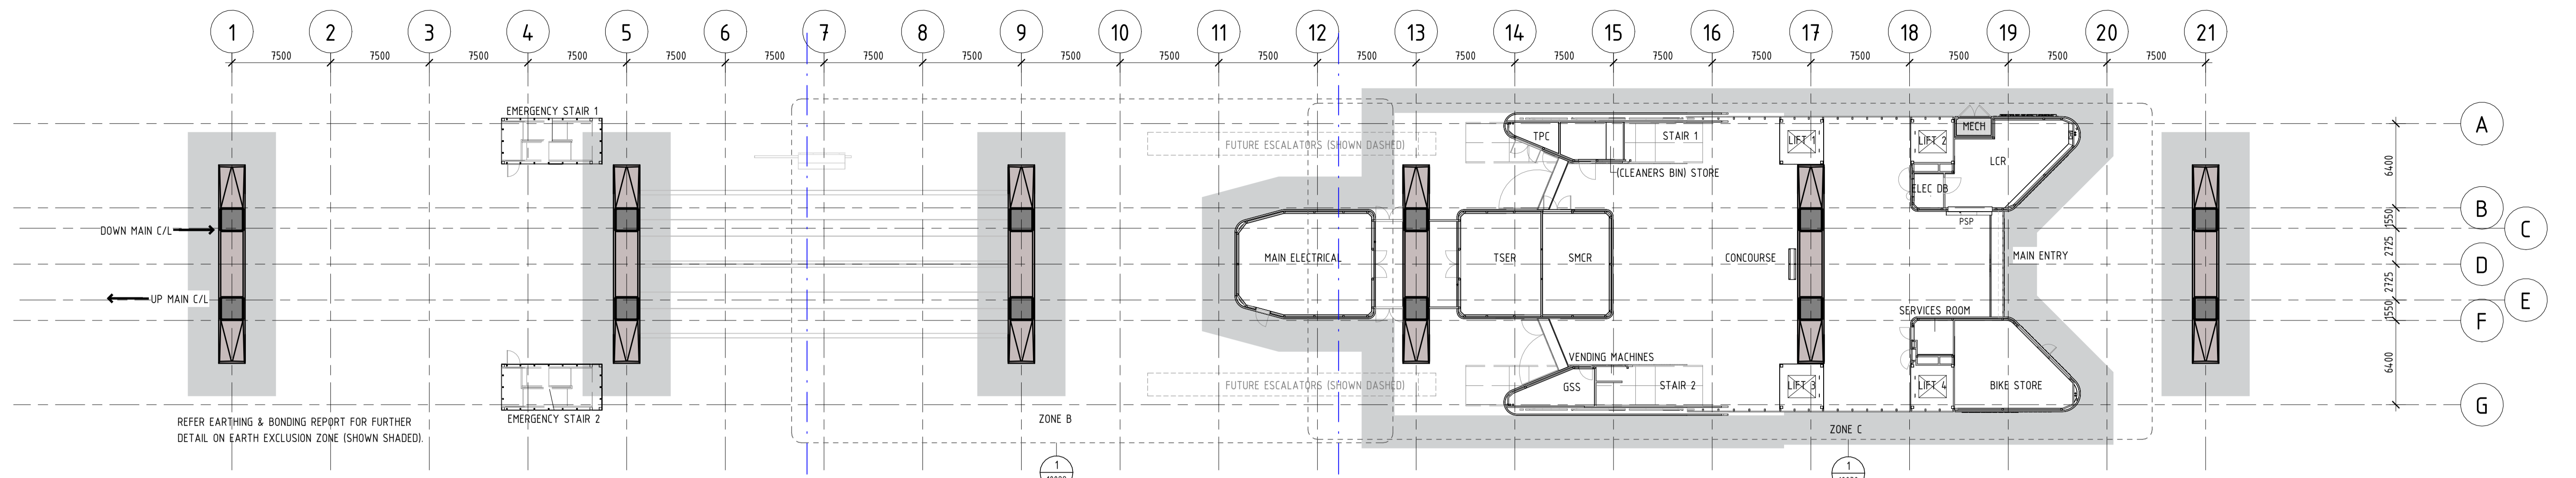 1 2 3 4 5 6 7 8 9 10 11 12 13 14 15 16 17 18 19 20 21
7500 7500 7500 7500 7500 7500 7500 7500 7500 7500 7500 7500 7500 7500 7500 7500 7500 7500 7500 7500
EMERGENCY STAIR 1
A
MECH
TPC
STAIR 1
LIFT 1
LIFT 2
FUTURE ESCALATORS (SHOWN DASHED)
LCR
6400
(CLEANERS BIN) STORE
ELEC DB
B
PSP
1550
C
DOWN MAIN C/L
2725
MAIN ELECTRICAL
TSER
SMCR
CONCOURSE
MAIN ENTRY
D
2725
UP MAIN C/L
E
1550
SERVICES ROOM
F
VENDING MACHINES
6400
FUTURE ESCALATORS (SHOWN DASHED)
GSS
STAIR 2
LIFT 3
LIFT 4
BIKE STORE
G
EMERGENCY STAIR 2
ZONE B
REFER EARTHING & BONDING REPORT FOR FURTHER
DETAIL ON EARTH EXCLUSION ZONE (SHOWN SHADED).
ZONE C
1
1